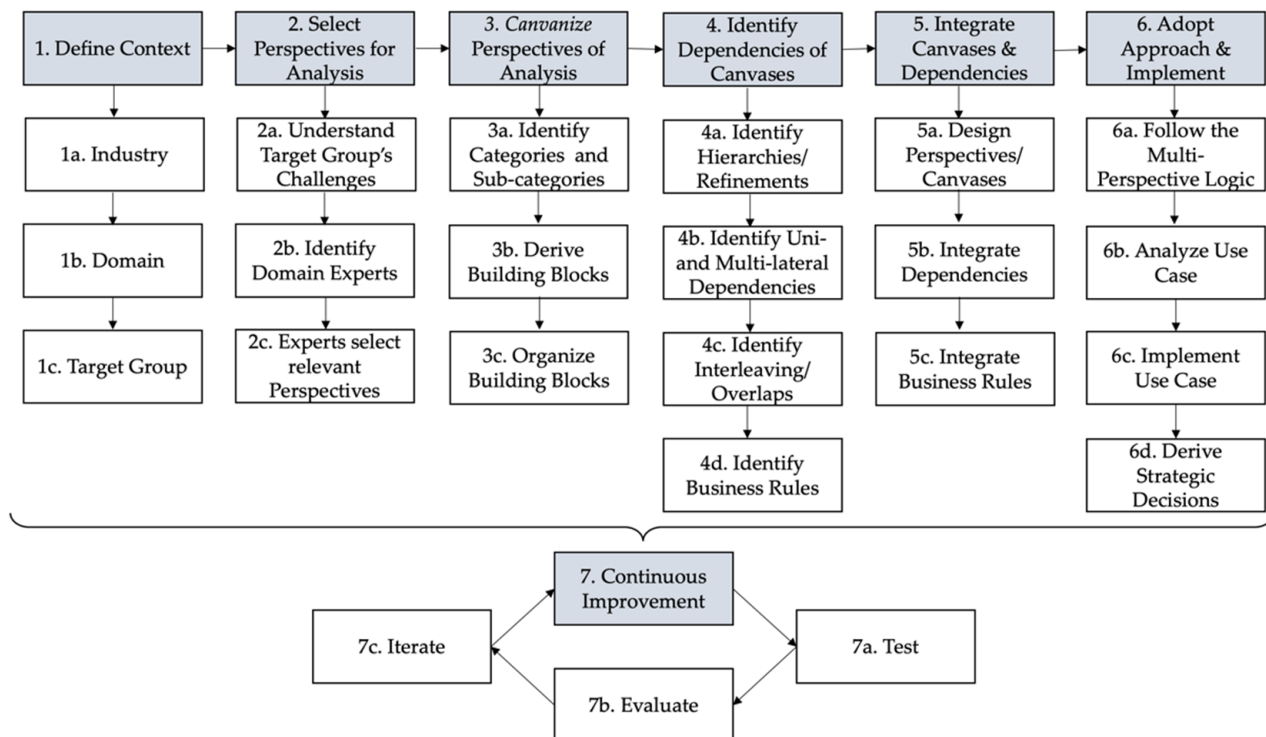 1. Define Context
2. Select
Perspectives for
Analysis
3. Canvanize
Perspectives of
Analysis
4. Identify
Dependencies of
Canvases
5. Integrate
Canvases &
Dependencies
6. Adopt
Approach &
Implement
1a. Industry
2a. Understand
Target Group's
Challenges
3a. Identify
Categories and
Sub-categories
4a. Identify
Hierarchies/
Refinements
5a. Design
Perspectives/
Canvases
6a. Follow the
Multi-
Perspective Logic
1b. Domain
2b. Identify
Domain Experts
3b. Derive
Building Blocks
4b. Identify Uni-
and Multi-lateral
Dependencies
5b. Integrate
Dependencies
6b. Analyze Use
Case
1c. Target Group
2c. Experts select
relevant
Perspectives
3c. Organize
Building Blocks
4c. Identify
Interleaving/
Overlaps
5c. Integrate
Business Rules
6c. Implement
Use Case
4d. Identify
Business Rules
6d. Derive
Strategic
Decisions
7. Continuous
Improvement
7c. Iterate
7a. Test
7b. Evaluate